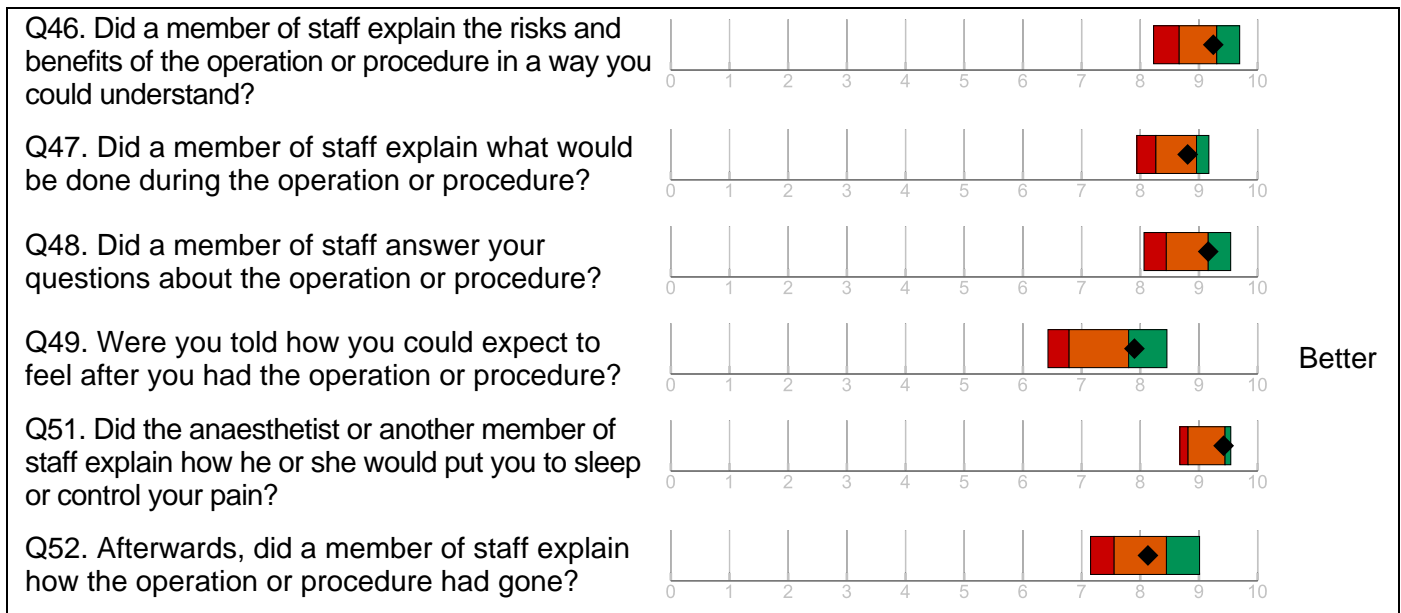 Q46. Did a member of staff explain the risks and
benefits of the operation or procedure in a way you
could understand?
0 1 2 3 4 5 6 7 8 9 10
Q47. Did a member of staff explain what would
be done during the operation or procedure?
0 1 2 3 4 5 6 7 8 9 10
Q48. Did a member of staff answer your
questions about the operation or procedure?
0 1 2 3 4 5 6 7 8 9 10
Q49. Were you told how you could expect to
feel after you had the operation or procedure?
Better
0 1 2 3 4 5 6 7 8 9 10
Q51. Did the anaesthetist or another member of
staff explain how he or she would put you to sleep
or control your pain?
0 1 2 3 4 5 6 7 8 9 10
Q52. Afterwards, did a member of staff explain
how the operation or procedure had gone?
0 1 2 3 4 5 6 7 8 9 10